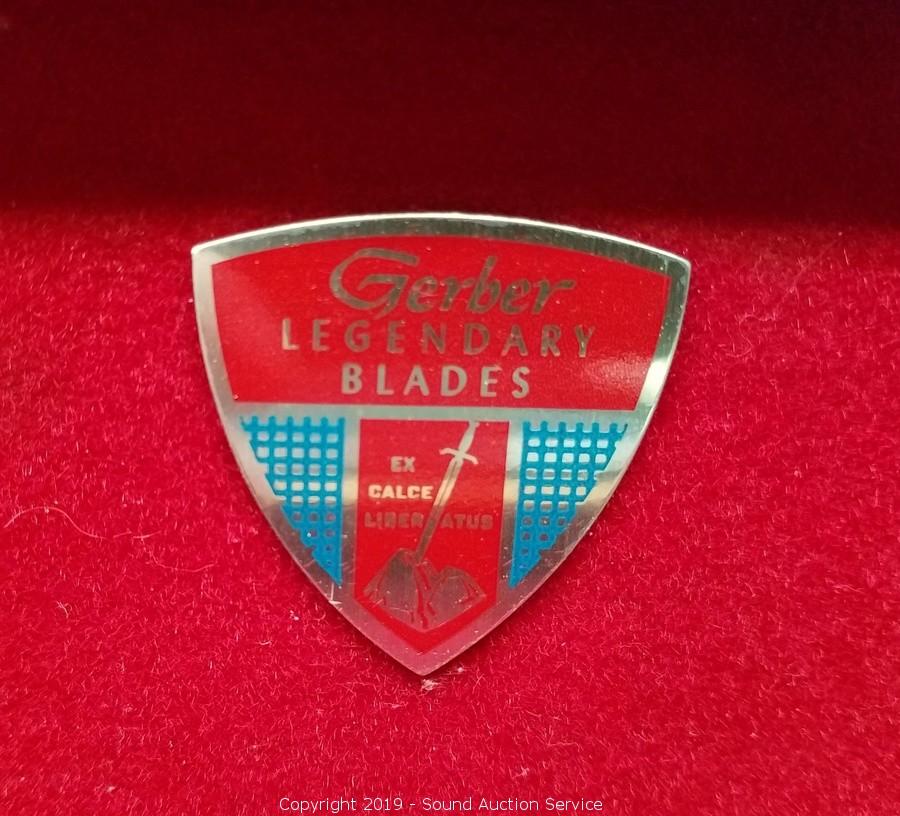 Gerber
LEGENDARY
BLADES
EX
CALCE
LIBERATUS
Copyright 2019 - Sound Auction Service